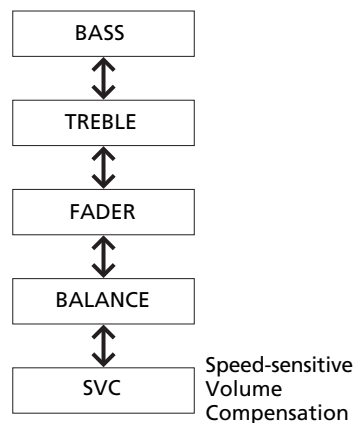 BASS
TREBLE
FADER
BALANCE
SVC
Speed-sensitive
Volume
Compensation